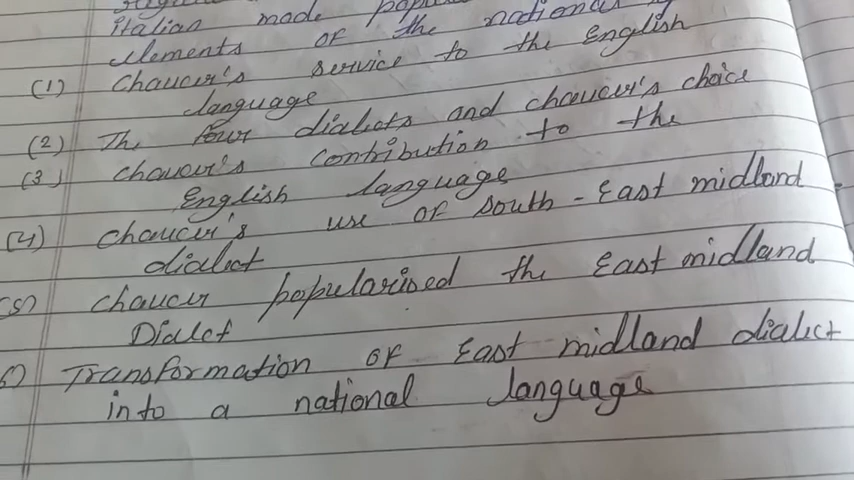 italian made
elements of the national
(1) Chaucer's service to the English
language
(2) The four dialects and chaucer's choice
(3) Chaucer's contribution to the
English language
(4) Chaucer's use of south-East midland
dialect
(5) Chaucer popularised the East midland
Dialect
Transformation of East midland dialect
into a national language